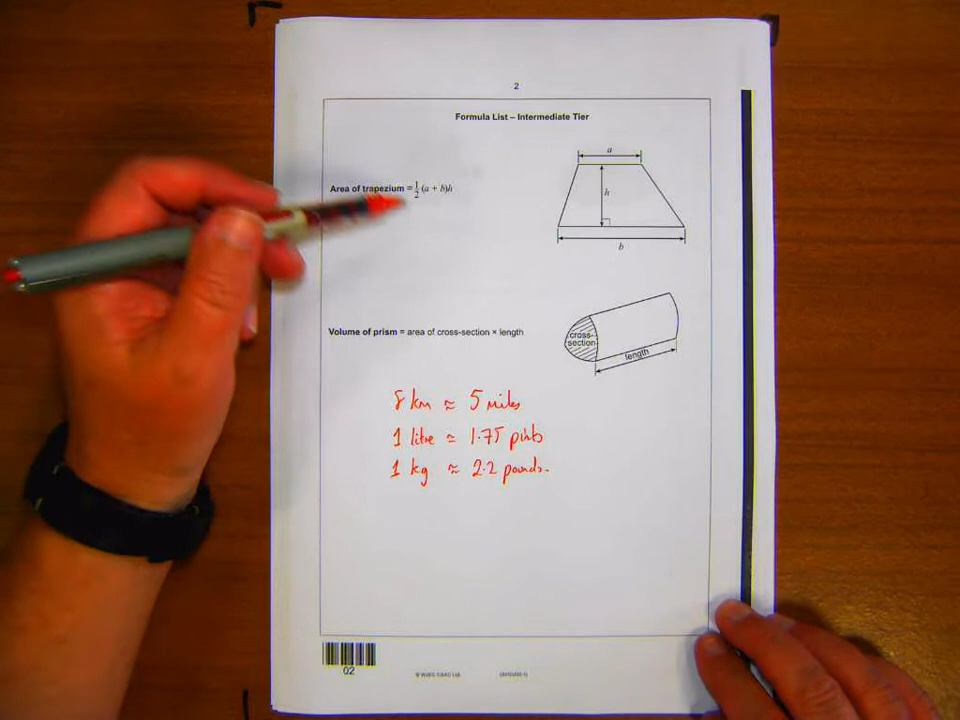 2
Formula List – Intermediate Tier
a
Area of trapezium = 1/2 (a + b)h
h
b
Volume of prism = area of cross-section × length
cross-
section
length
8 km ≈ 5 miles
1 litre ≈ 1.75 pints
1 kg ≈ 2.2 pounds.
02
© WJEC CBAC Ltd.